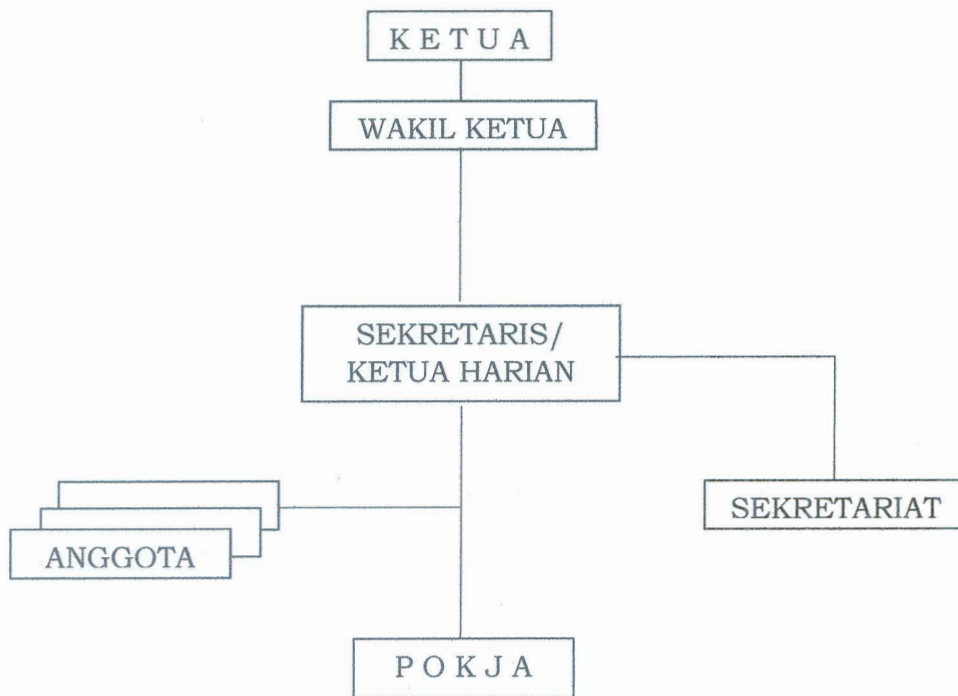 K E T U A
WAKIL KETUA
SEKRETARIS/
KETUA HARIAN
SEKRETARIAT
ANGGOTA
P O K J A